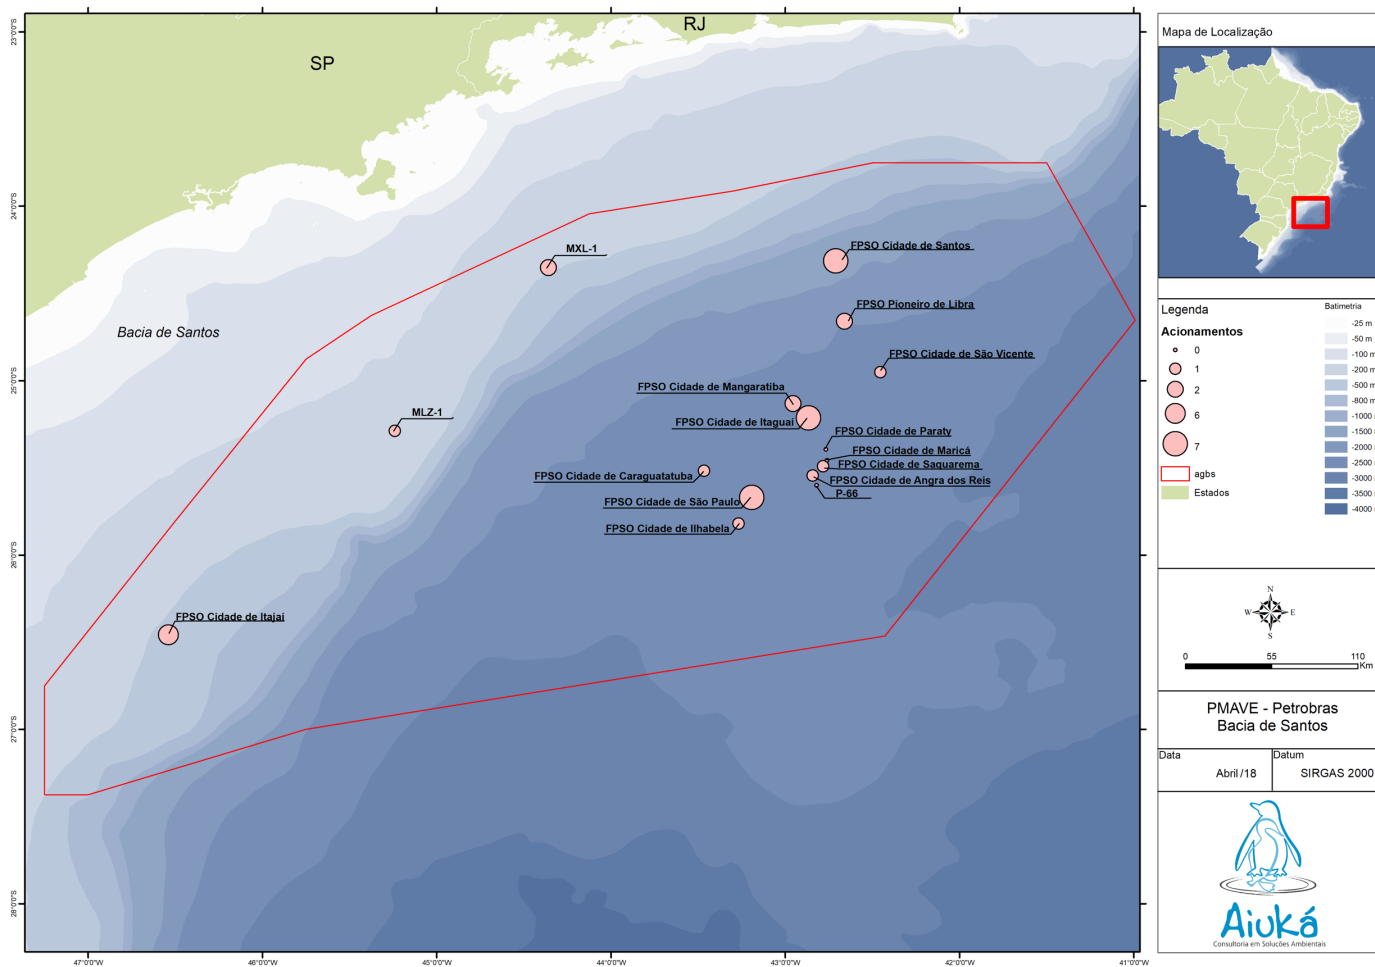 RJ
SP
23°0'0"S
24°0'0"S
25°0'0"S
26°0'0"S
27°0'0"S
28°0'0"S
47°0'0"W
46°0'0"W
45°0'0"W
44°0'0"W
43°0'0"W
42°0'0"W
41°0'0"W
Bacia de Santos
MXL-1
FPSO Cidade de Santos
FPSO Pioneiro de Libra
FPSO Cidade de São Vicente
FPSO Cidade de Mangaratiba
MLZ-1
FPSO Cidade de Itaguaí
FPSO Cidade de Paraty
FPSO Cidade de Maricá
FPSO Cidade de Saquarema
FPSO Cidade de Caraguatatuba
FPSO Cidade de Angra dos Reis
P-66
FPSO Cidade de São Paulo
FPSO Cidade de Ilhabela
FPSO Cidade de Itajaí
Mapa de Localização
Legenda
Acionamentos
0
1
2
6
7
agbs
Estados
Batimetria
-25 m
-50 m
-100 m
-200 m
-500 m
-800 m
-1000
-1500
-2000
-2500
-3000
-3500
-4000
N
W
E
S
0 55 110
Km
PMAVE - Petrobras
Bacia de Santos
Data
Abril /18
Datum
SIRGAS 2000
Aiuká
Consultoria em Soluções Ambientais